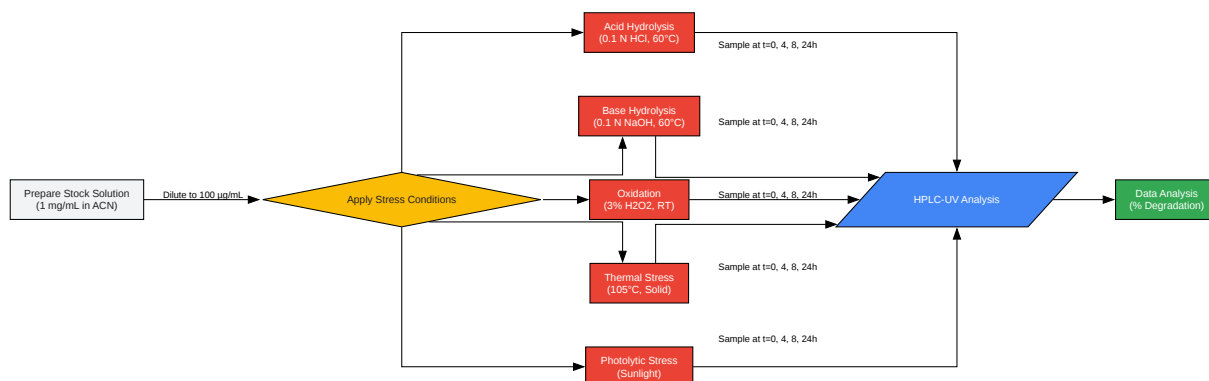 Acid Hydrolysis
(0.1 N HCl, 60°C)
Sample at t=0, 4, 8, 24h
Base Hydrolysis
(0.1 N NaOH, 60°C)
Sample at t=0, 4, 8, 24h
Prepare Stock Solution
(1 mg/mL in ACN)
Dilute to 100 µg/mL
Apply Stress Conditions
Oxidation
(3% H2O2, RT)
Sample at t=0, 4, 8, 24h
HPLC-UV Analysis
Data Analysis
(% Degradation)
Thermal Stress
(105°C, Solid)
Sample at t=0, 4, 8, 24h
Photolytic Stress
(Sunlight)
Sample at t=0, 4, 8, 24h